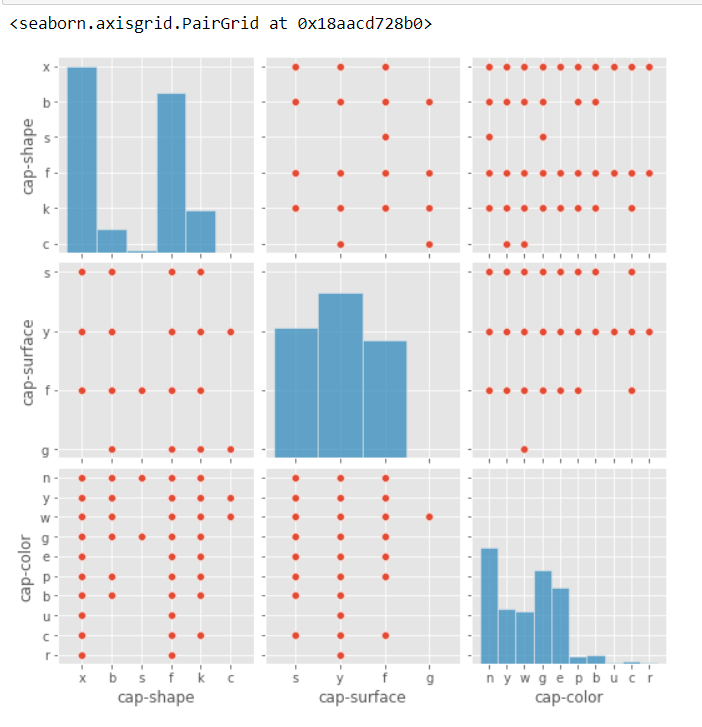 <seaborn.axisgrid.PairGrid at 0x18aacd728b0>
cap-shape
x
b
s
f
k
c
cap-surface
s
y
f
g
cap-color
n
y
w
g
e
p
b
u
c
r
x b s f k c
s y f g
n y w g e p b u c r
cap-shape cap-surface cap-color